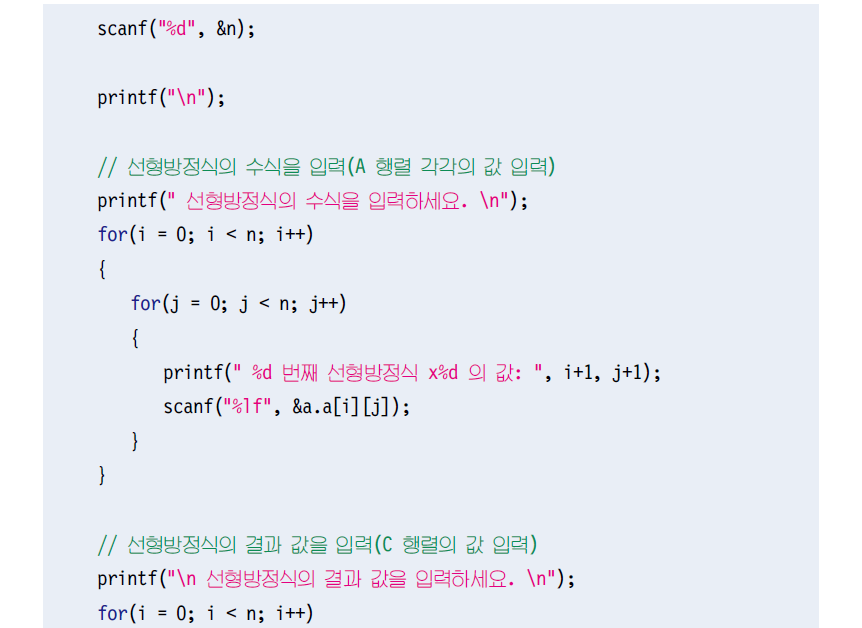 scanf("%d", &n);
printf("\n");
// 선형방정식의 수식을 입력(A 행렬 각각의 값 입력)
printf(" 선형방정식의 수식을 입력하세요. \n");
for(i = 0; i < n; i++)
{
for(j = 0; j < n; j++)
{
printf(" %d 번째 선형방정식 x%d 의 값: ", i+1, j+1);
scanf("%lf", &a.a[i][j]);
}
}
// 선형방정식의 결과 값을 입력(C 행렬의 값 입력)
printf("\n 선형방정식의 결과 값을 입력하세요. \n");
for(i = 0; i < n; i++)